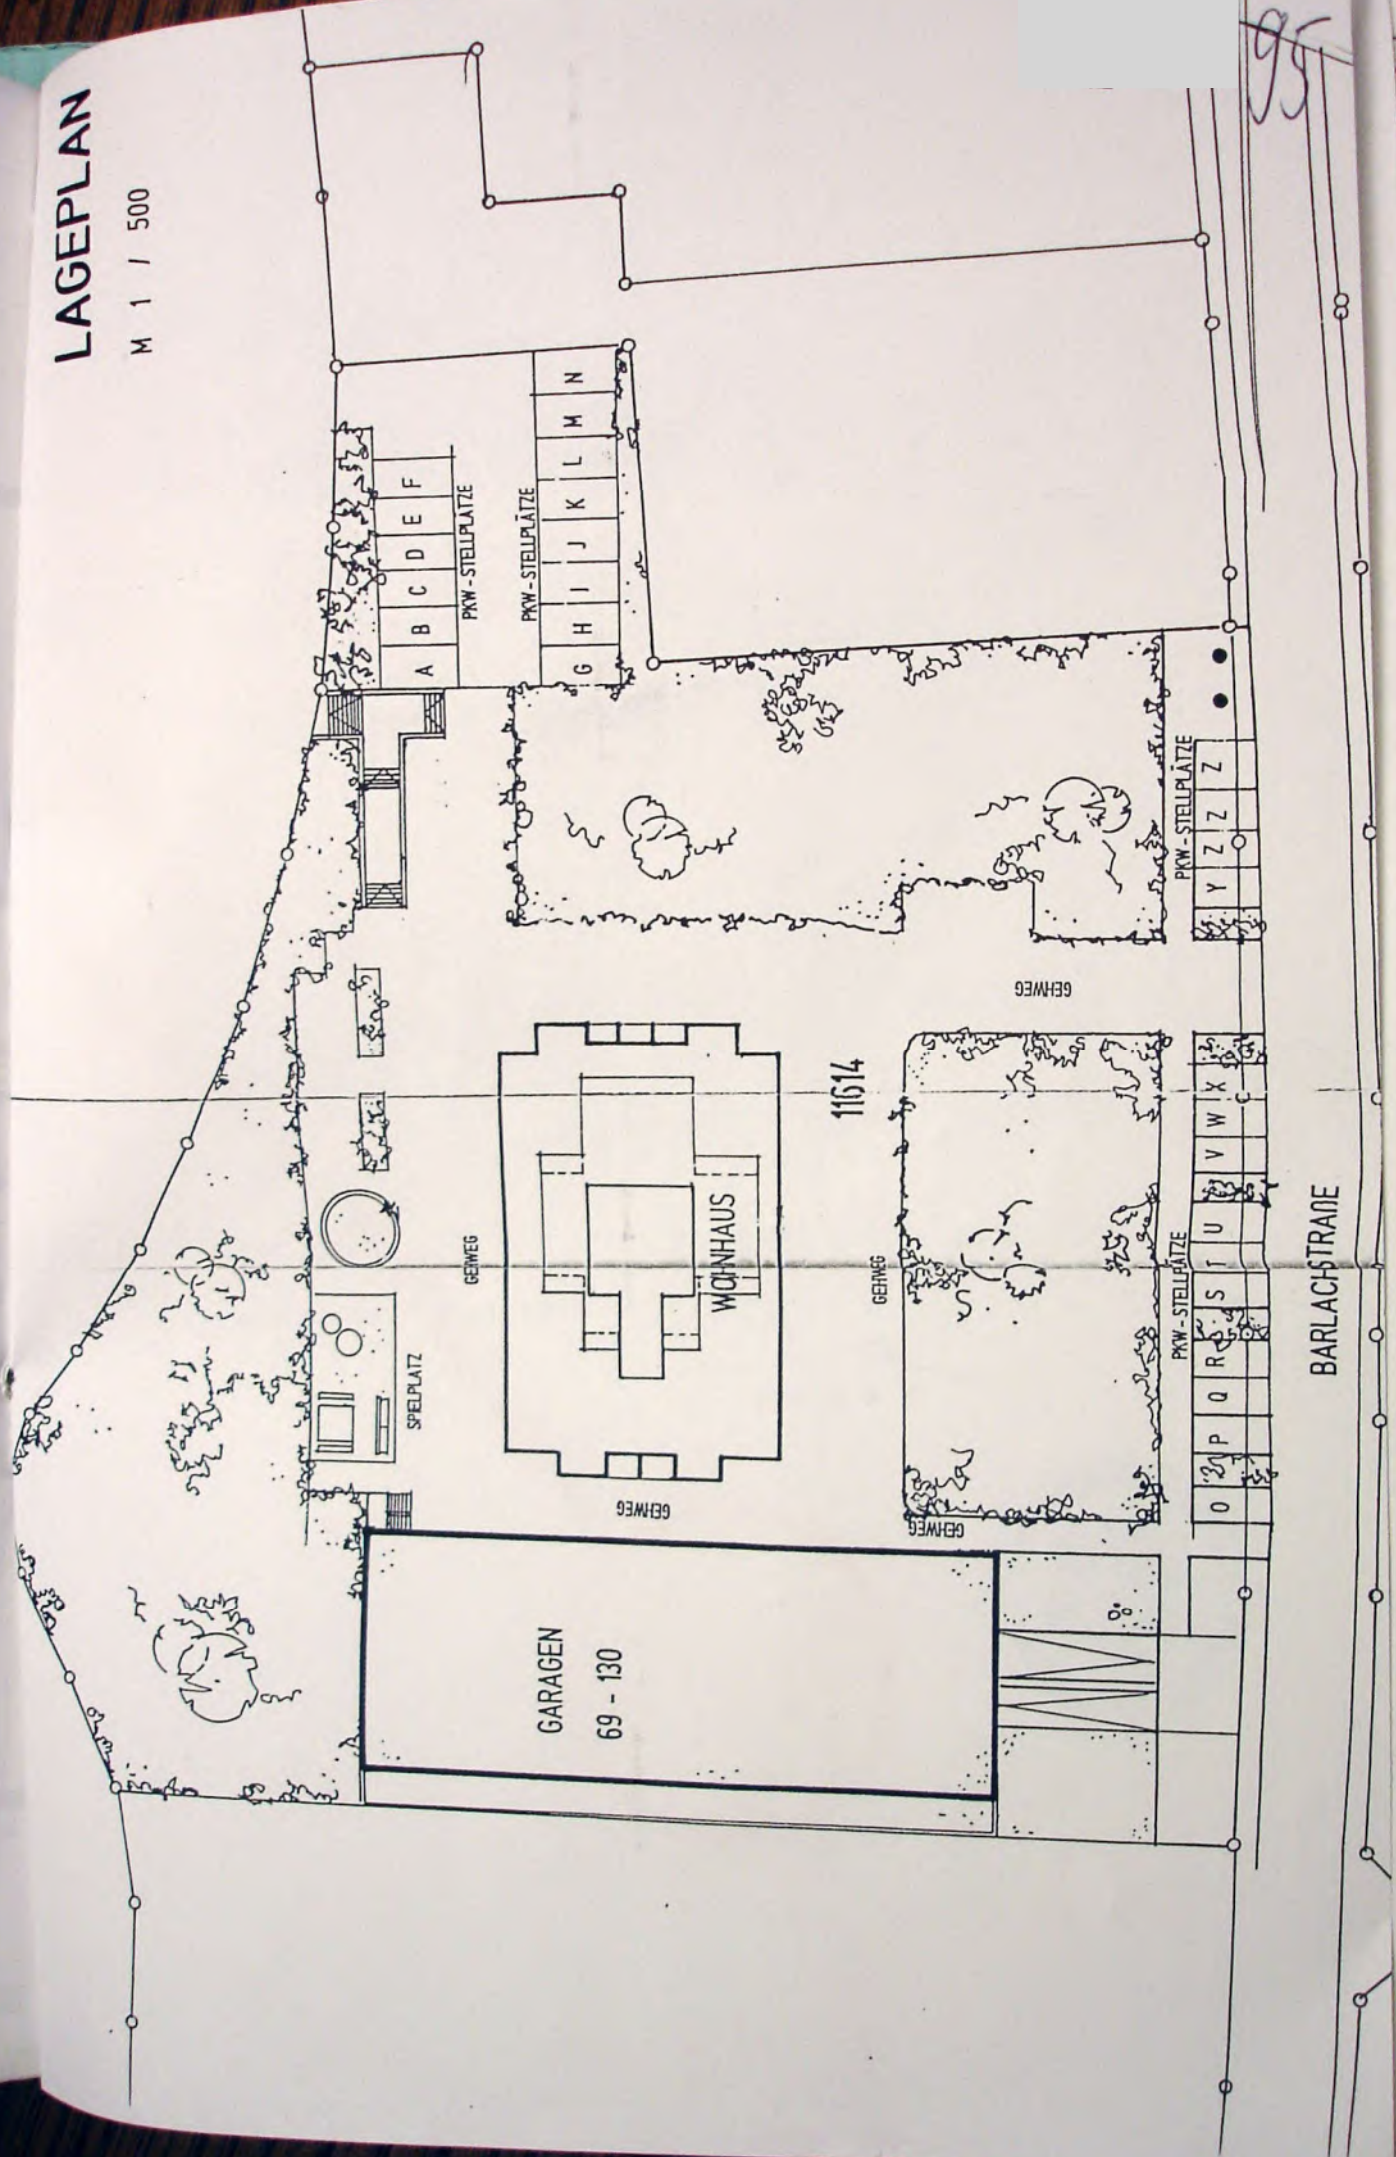 LAGEPLAN
M 1 / 500
95
A B C D E F
PKW-STELLPLÄTZE
PKW-STELLPLÄTZE
G H I J K L M N
GEHWEG
SPIELPLATZ
WOHNHAUS
11614
GEHWEG
GEHWEG
GEHWEG
GEHWEG
GARAGEN
69 - 130
PKW-STELLPLÄTZE
PKW-STELLPLÄTZE
O P Q R S T U V W X Y Z Z Z
BARLACHSTRAßE